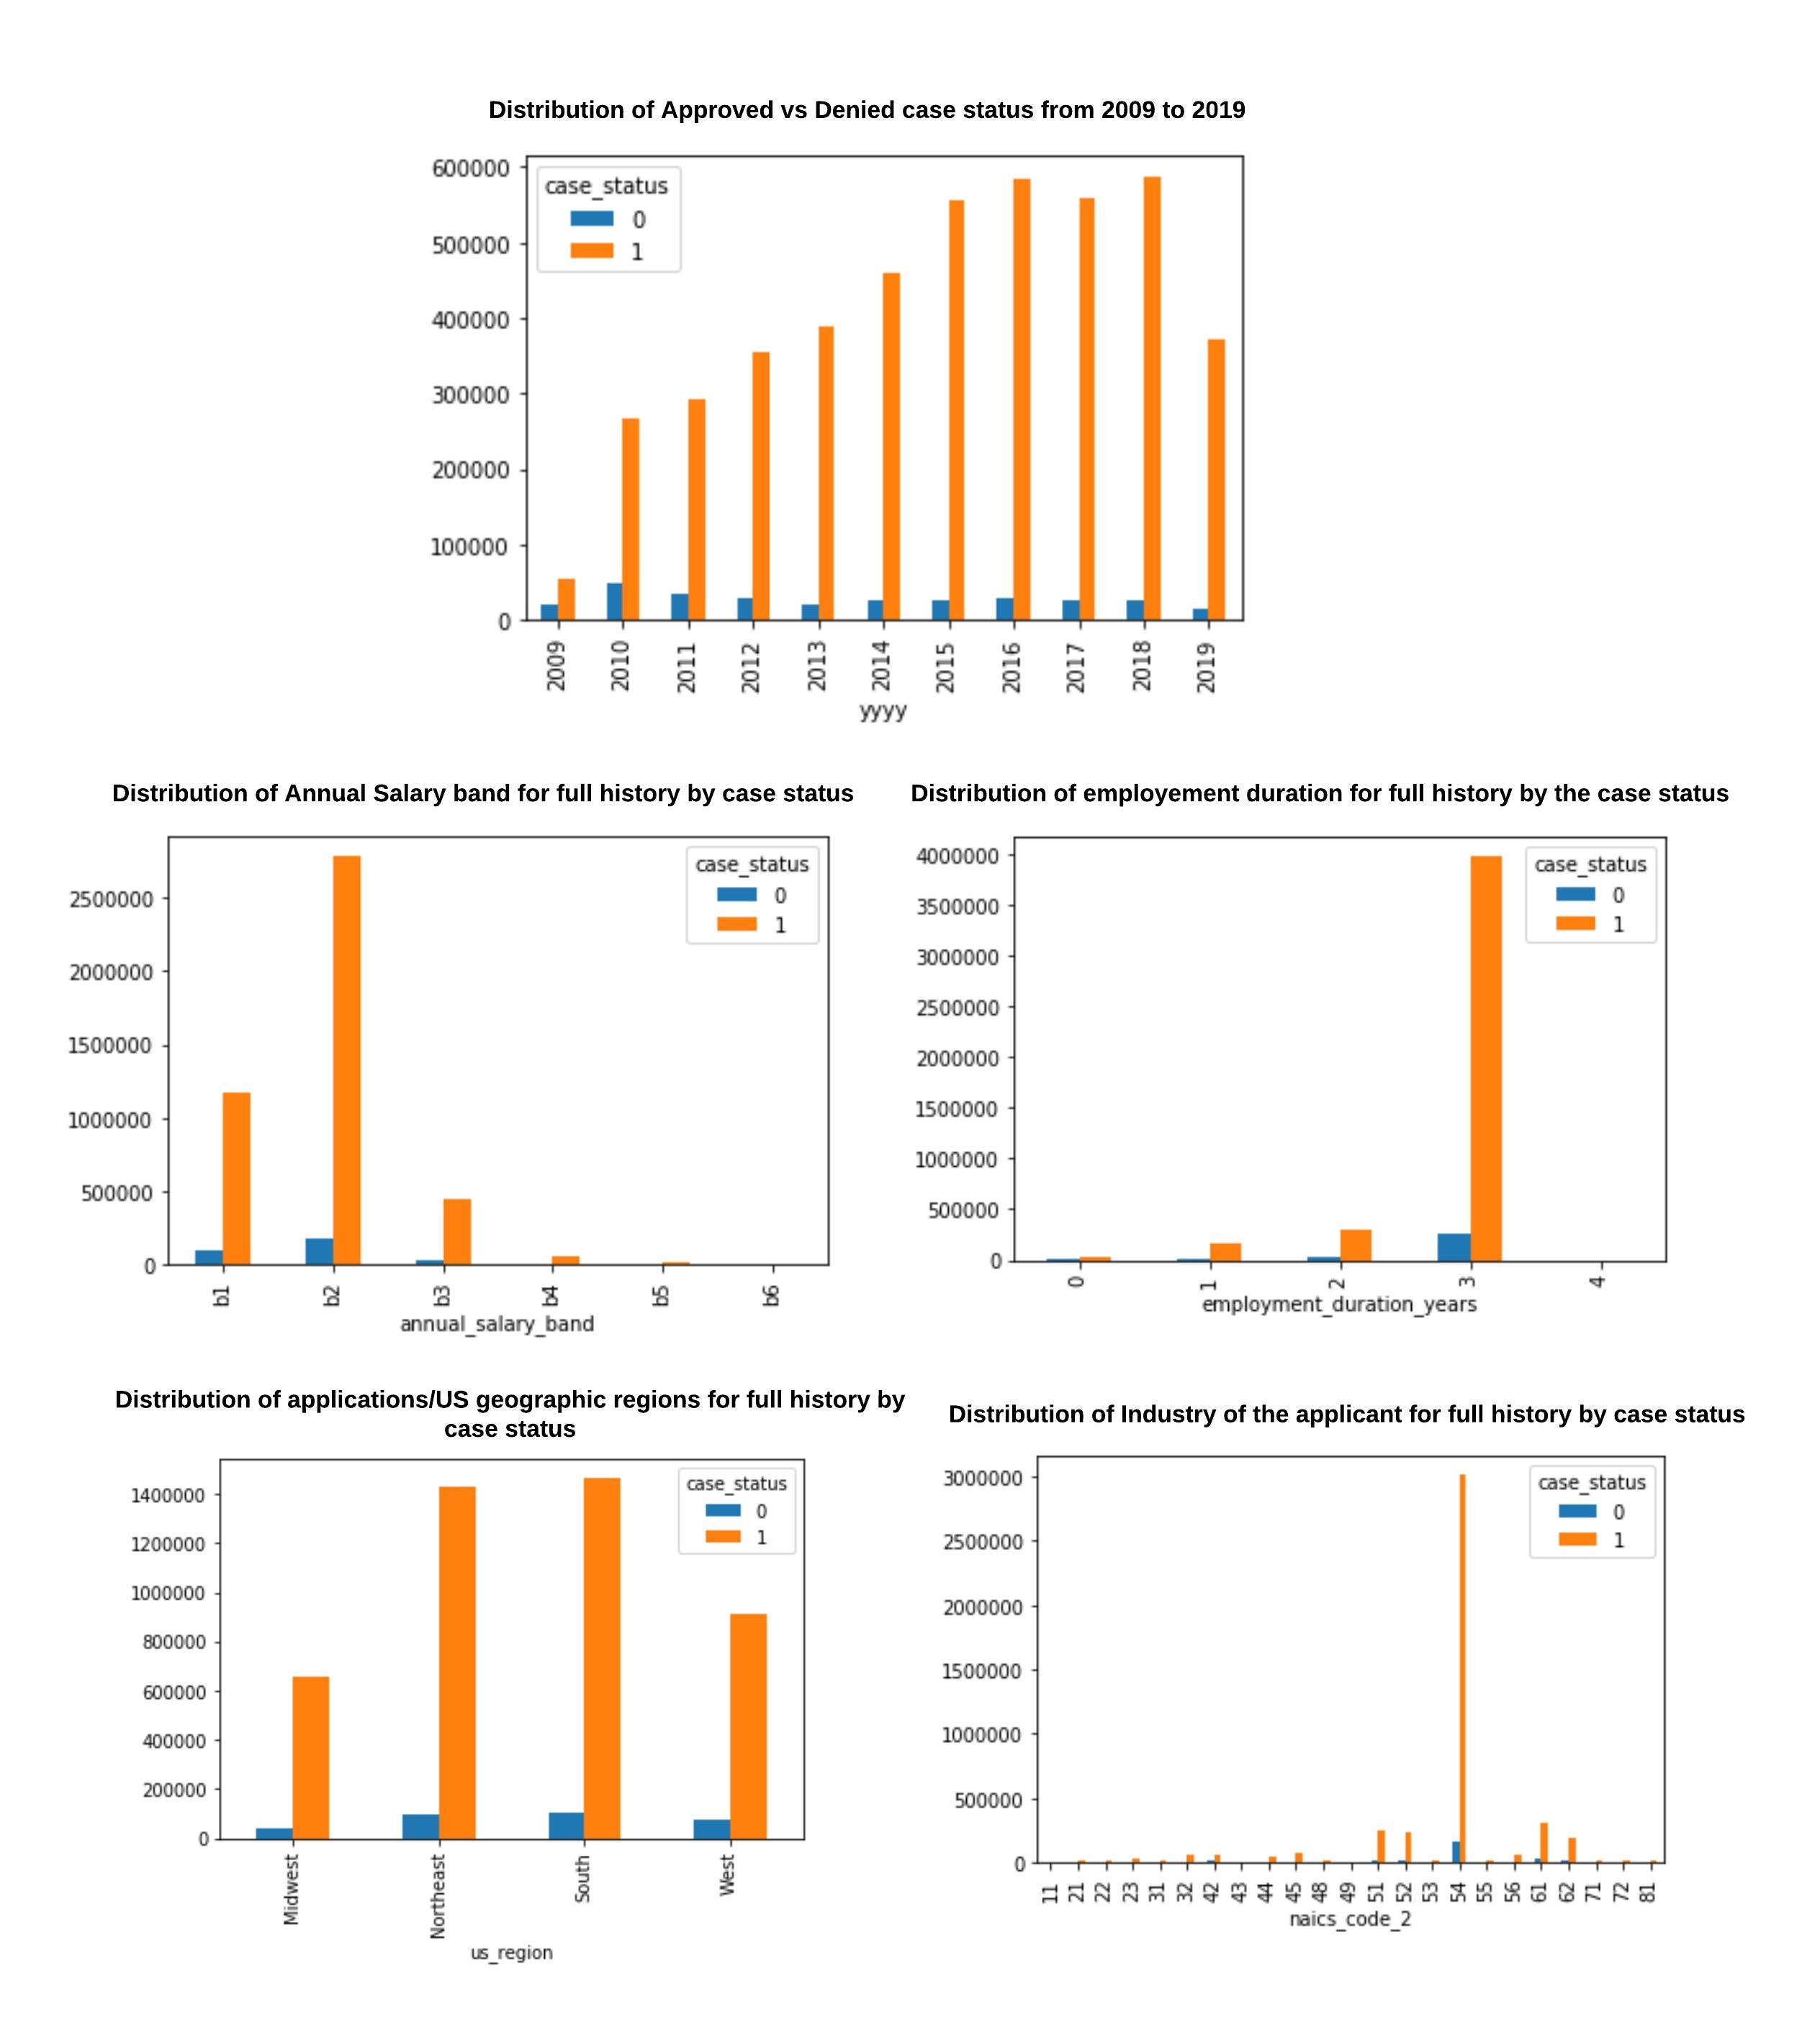 Distribution of Approved vs Denied case status from 2009 to 2019
600000
500000
400000
300000
200000
100000
0
case_status
0
1
2009 2010 2011 2012 2013 2014 2015 2016 2017 2018 2019
yyyy
Distribution of Annual Salary band for full history by case status
2500000
2000000
1500000
1000000
500000
0
case_status
0
1
b1 b2 b3 b4 b5 b6
annual_salary_band
Distribution of employement duration for full history by the case status
4000000
3500000
3000000
2500000
2000000
1500000
1000000
500000
0
case_status
0
1
0 1 2 3 4
employment_duration_years
Distribution of applications/US geographic regions for full history by
case status
1400000
1200000
1000000
800000
600000
400000
200000
0
case_status
0
1
Midwest Northeast South West
us_region
Distribution of Industry of the applicant for full history by case status
3000000
2500000
2000000
1500000
1000000
500000
0
case_status
0
1
11 21 22 23 31 32 42 43 44 45 48 49 51 52 53 54 55 56 61 62 71 72 81
naics_code_2